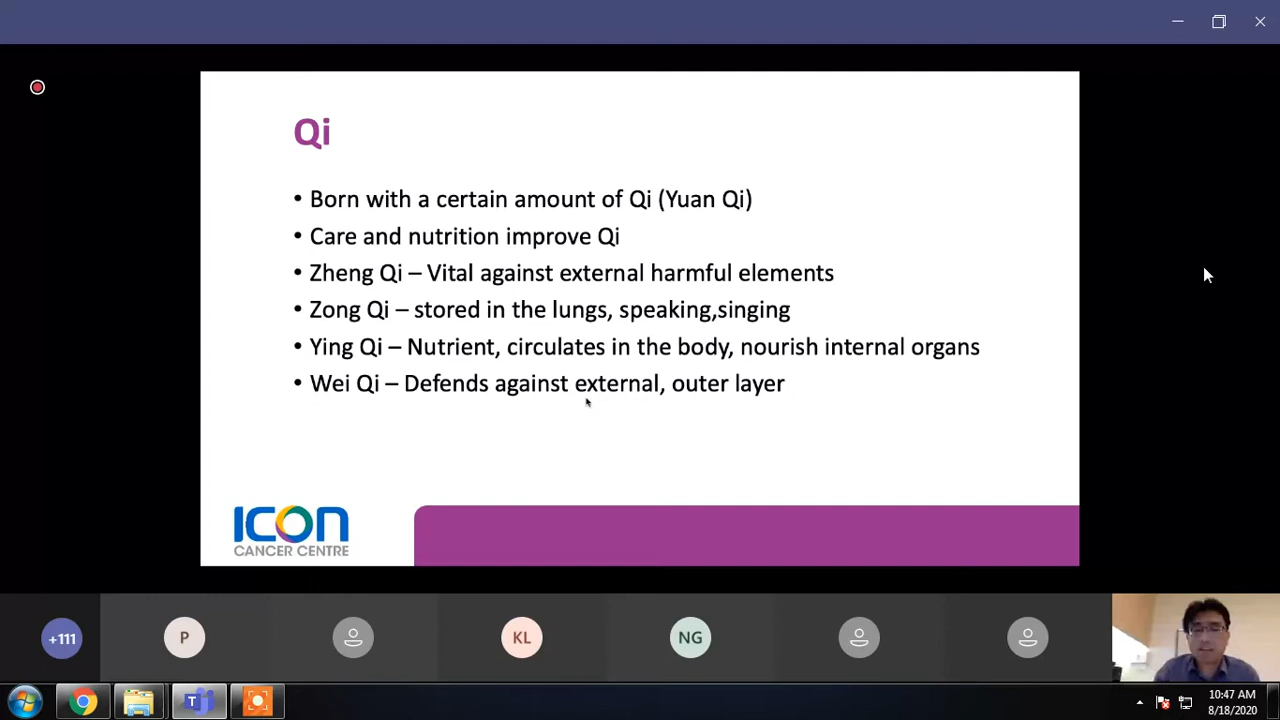 Qi
• Born with a certain amount of Qi (Yuan Qi)
• Care and nutrition improve Qi
• Zheng Qi – Vital against external harmful elements
• Zong Qi – stored in the lungs, speaking,singing
• Ying Qi – Nutrient, circulates in the body, nourish internal organs
• Wei Qi – Defends against external, outer layer
ICON
CANCER CENTRE
+111
P
KL
NG
10:47 AM
8/18/2020